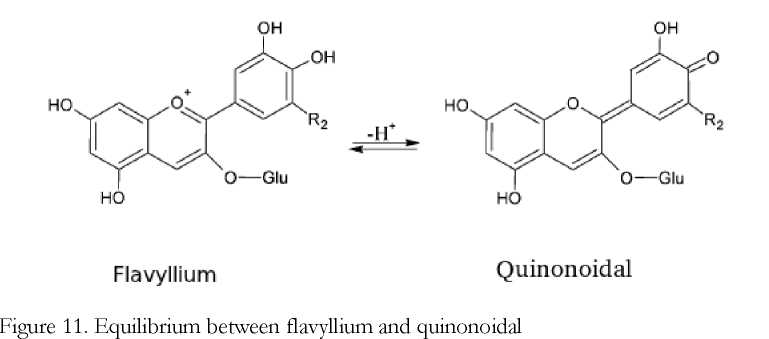 OH
OH
HO
O+
R2
O—Glu
HO
-H+
OH
O
HO
O
R2
O—Glu
HO
Flavyllium
Quinonoidal
Figure 11. Equilibrium between flavyllium and quinonoidal